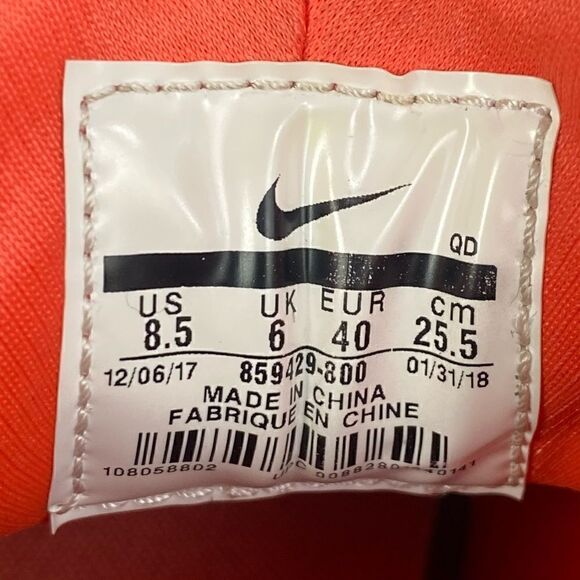 QD
US UK EUR cm
8.5 6 40 25.5
12/06/17 859429-800 01/31/18
MADE IN CHINA
FABRIQUE EN CHINE
108058802